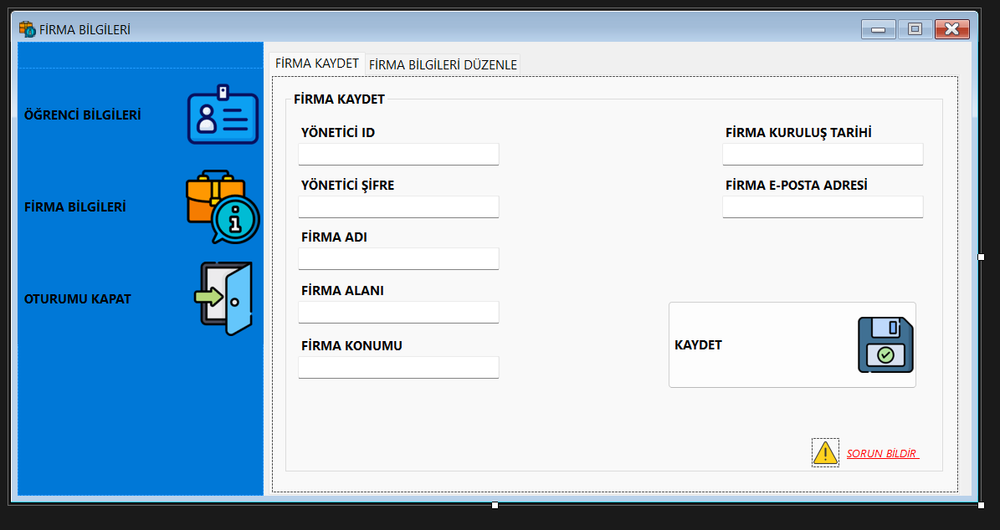 FİRMA BİLGİLERİ
ÖĞRENCİ BİLGİLERİ
FİRMA BİLGİLERİ
OTURUMU KAPAT
FİRMA KAYDET
FİRMA BİLGİLERİ DÜZENLE
FİRMA KAYDET
YÖNETİCİ ID
YÖNETİCİ ŞİFRE
FİRMA ADI
FİRMA ALANI
FİRMA KONUMU
FİRMA KURULUŞ TARİHİ
FİRMA E-POSTA ADRESİ
KAYDET
SORUN BİLDİR